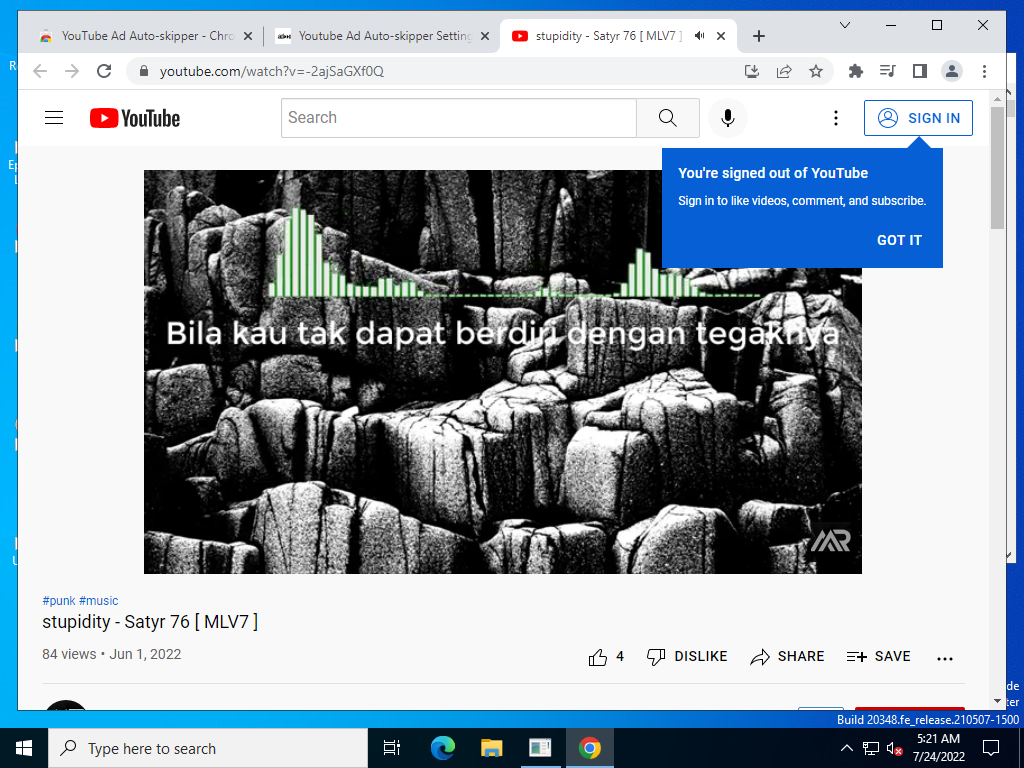 YouTube Ad Auto-skipper - Chro
Youtube Ad Auto-skipper Setting
stupidity - Satyr 76 [ MLV7 ]
youtube.com/watch?v=-2ajSaGXf0Q
YouTube
Search
SIGN IN
You're signed out of YouTube
Sign in to like videos, comment, and subscribe.
GOT IT
Bila kau tak dapat berdiri dengan tegaknya
#punk #music
stupidity - Satyr 76 [ MLV7 ]
84 views • Jun 1, 2022
4
DISLIKE
SHARE
SAVE
Build 20348.fe_release.210507-1500
Type here to search
5:21 AM
7/24/2022